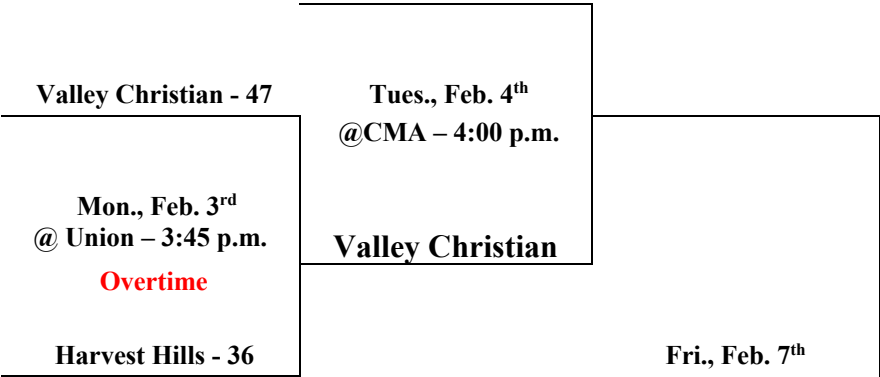 Valley Christian - 47
Tues., Feb. 4th
@CMA – 4:00 p.m.
Mon., Feb. 3rd
@ Union – 3:45 p.m.
Valley Christian
Overtime
Harvest Hills - 36
Fri., Feb. 7th